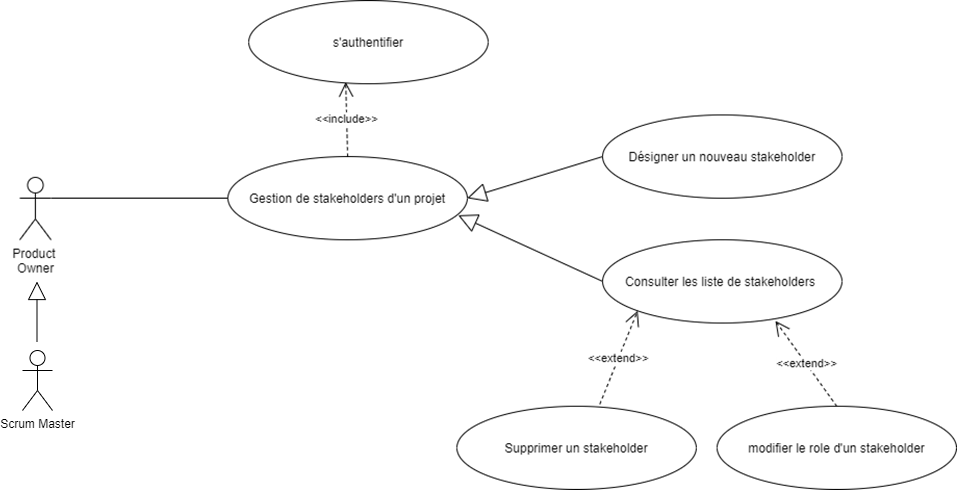 s'authentifier
<<include>>
Désigner un nouveau stakeholder
Gestion de stakeholders d'un projet
Product
Owner
Consulter les liste de stakeholders
<<extend>>
<<extend>>
Scrum Master
Supprimer un stakeholder
modifier le role d'un stakeholder